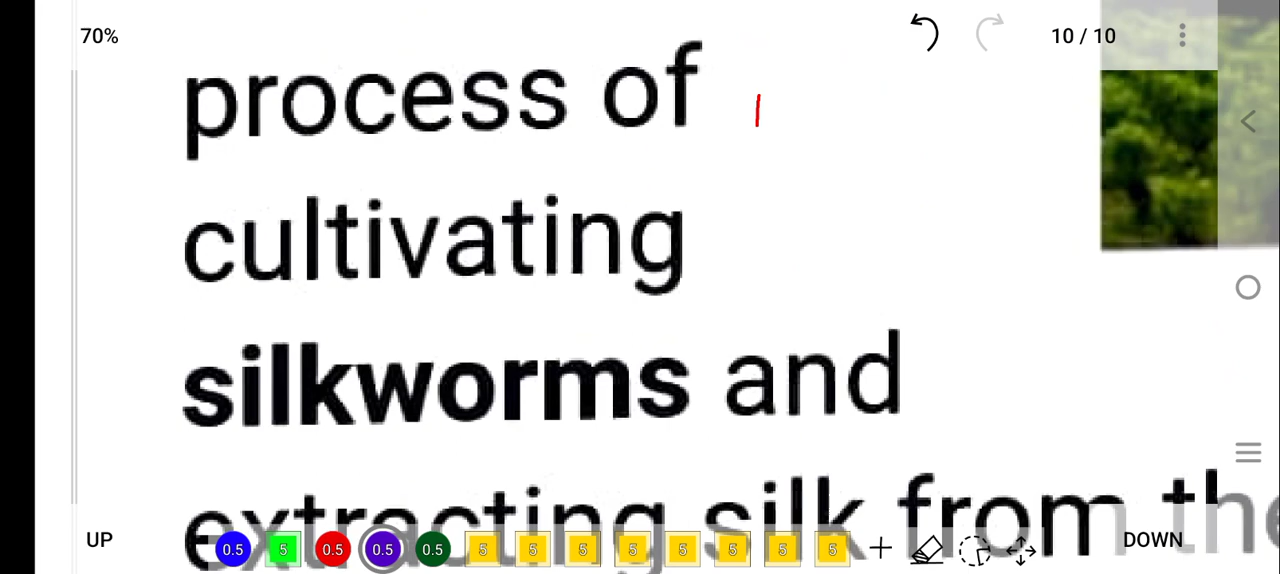 70%
10 / 10
process of
cultivating
silkworms and
extracting silk from the
UP
0.5 5 0.5 0.5 0.5 5 5 5 5 5 5 5 5
DOWN